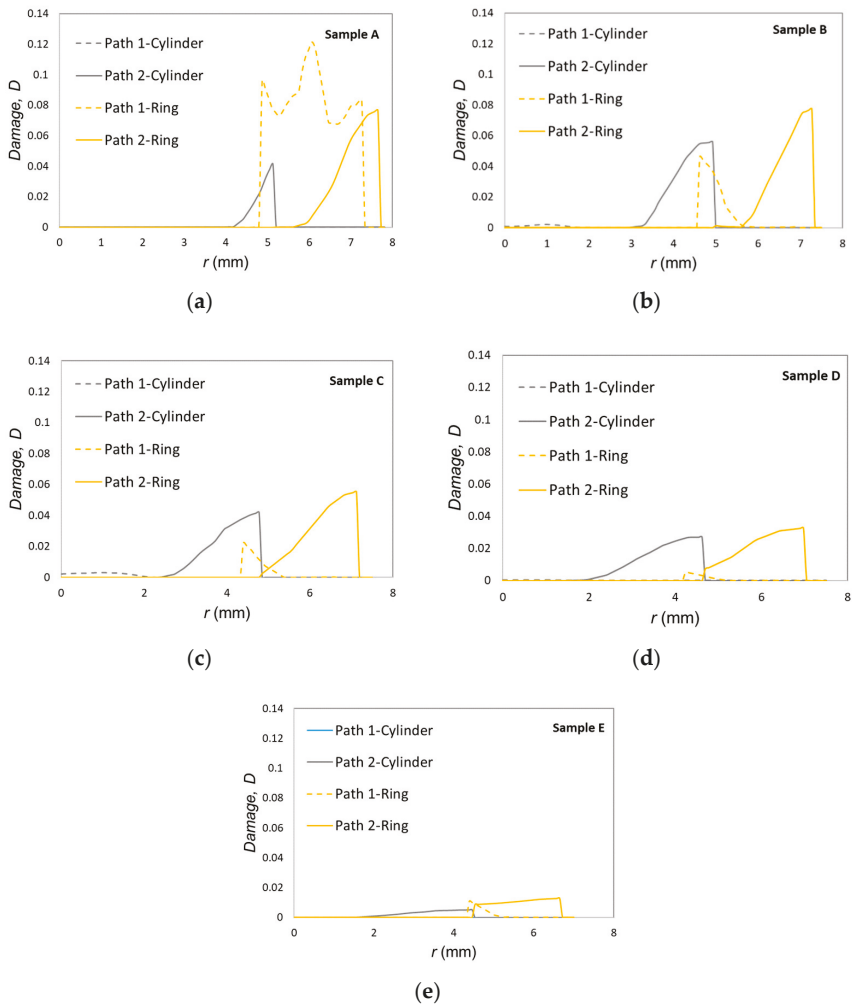 Sample A
Path 1-Cylinder
Path 2-Cylinder
Path 1-Ring
Path 2-Ring
Damage, D
0.14
0.12
0.1
0.08
0.06
0.04
0.02
0
0 1 2 3 4 5 6 7 8
r (mm)
(a)
Sample B
Path 1-Cylinder
Path 2-Cylinder
Path 1-Ring
Path 2-Ring
Damage, D
0.14
0.12
0.1
0.08
0.06
0.04
0.02
0
0 1 2 3 4 5 6 7 8
r (mm)
(b)
Sample C
Path 1-Cylinder
Path 2-Cylinder
Path 1-Ring
Path 2-Ring
Damage, D
0.14
0.12
0.1
0.08
0.06
0.04
0.02
0
0 2 4 6 8
r (mm)
(c)
Sample D
Path 1-Cylinder
Path 2-Cylinder
Path 1-Ring
Path 2-Ring
Damage, D
0.14
0.12
0.1
0.08
0.06
0.04
0.02
0
0 2 4 6 8
r (mm)
(d)
Sample E
Path 1-Cylinder
Path 2-Cylinder
Path 1-Ring
Path 2-Ring
Damage, D
0.14
0.12
0.1
0.08
0.06
0.04
0.02
0
0 2 4 6 8
r (mm)
(e)